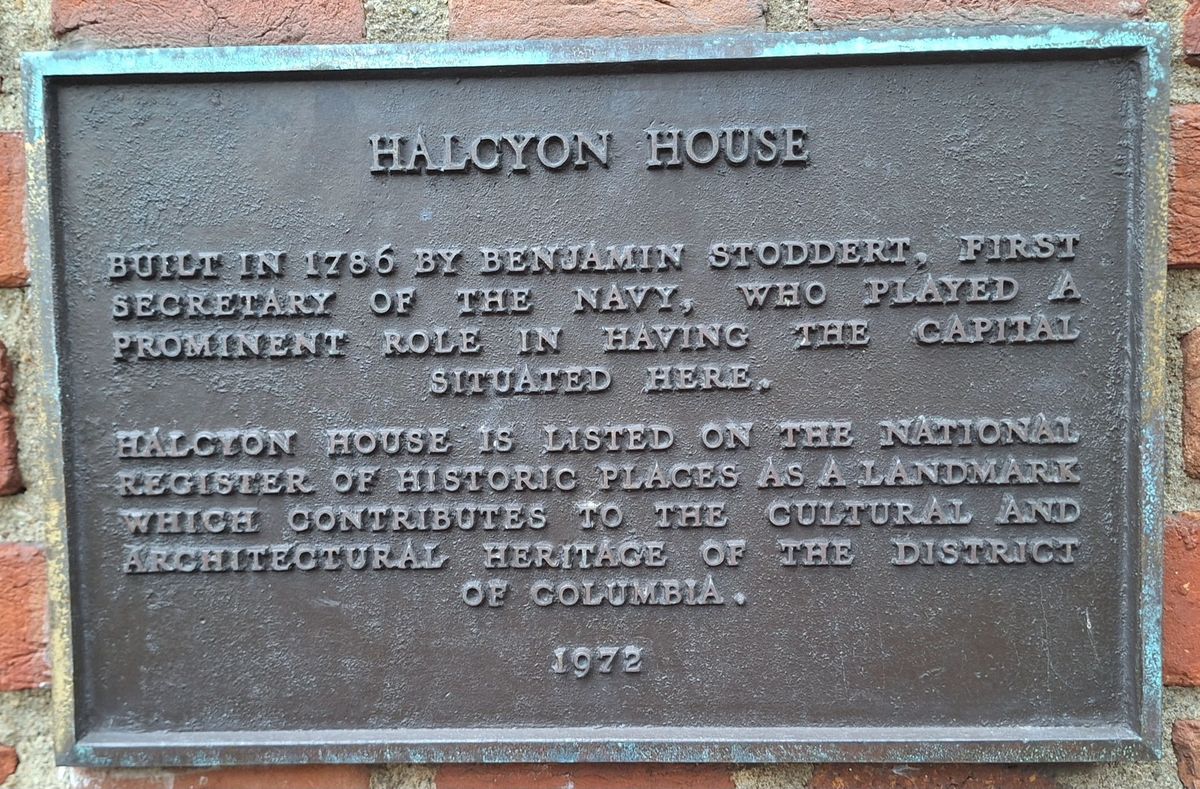 HALCYON HOUSE
BUILT IN 1786 BY BENJAMIN STODDERT, FIRST
SECRETARY OF THE NAVY, WHO PLAYED A
PROMINENT ROLE IN HAVING THE CAPITAL
SITUATED HERE.
HALCYON HOUSE IS LISTED ON THE NATIONAL
REGISTER OF HISTORIC PLACES AS A LANDMARK
WHICH CONTRIBUTES TO THE CULTURAL AND
ARCHITECTURAL HERITAGE OF THE DISTRICT
OF COLUMBIA.
1972